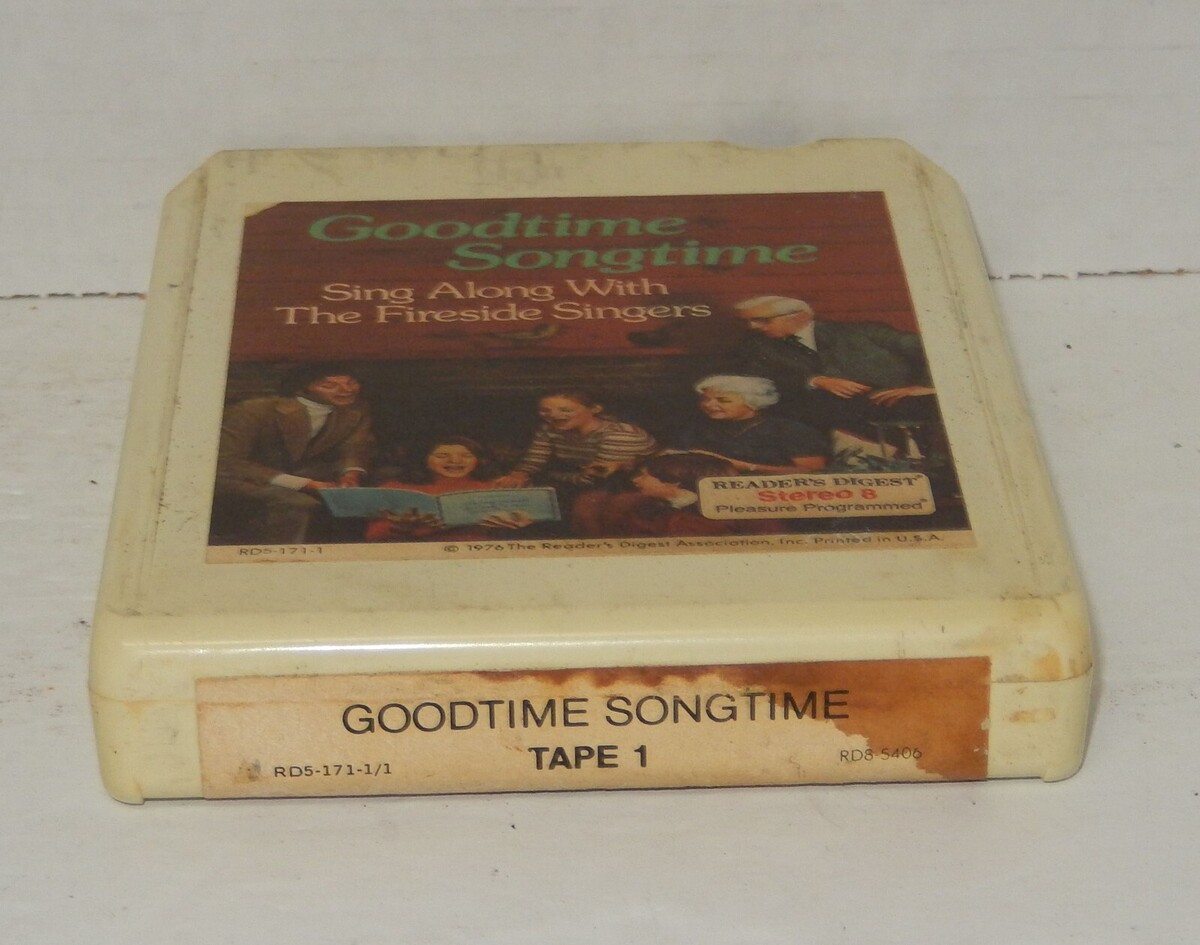 Goodtime
Songtime
Sing Along With
The Fireside Singers
READER'S DIGEST®
Stereo 8
Pleasure Programmed®
RD5-171-1
© 1976 The Reader's Digest Association, Inc. Printed in U.S.A.
GOODTIME SONGTIME
TAPE 1
RD5-171-1/1
RD8-5406